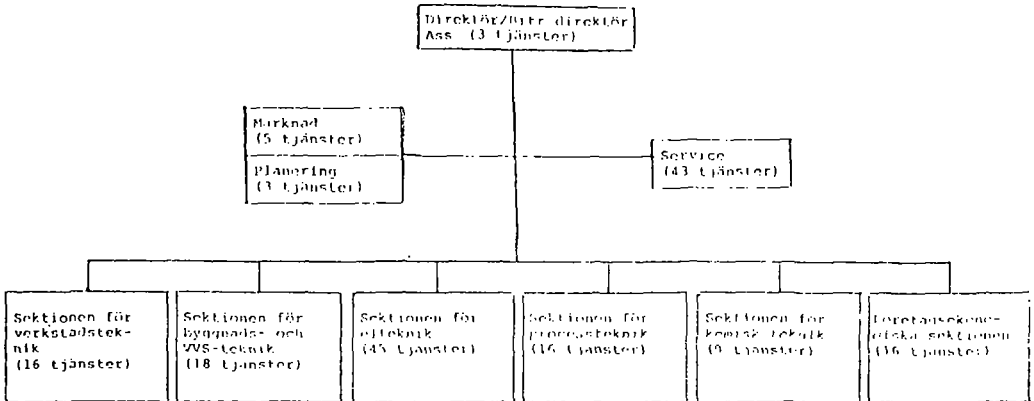 Direktör/Bitr direktör
Ass (3 tjänster)
Marknad
(5 tjänster)
Planering
(3 tjänster)
Service
(43 tjänster)
Sektionen för
verkstadstek-
nik
(16 tjänster)
Sektionen för
byggnads- och
VVS-teknik
(18 tjänster)
Sektionen för
elteknik
(45 tjänster)
Sektionen för
processteknik
(16 tjänster)
Sektionen för
kemisk teknik
(9 tjänster)
Företagsekono-
miska sektionen
(16 tjänster)